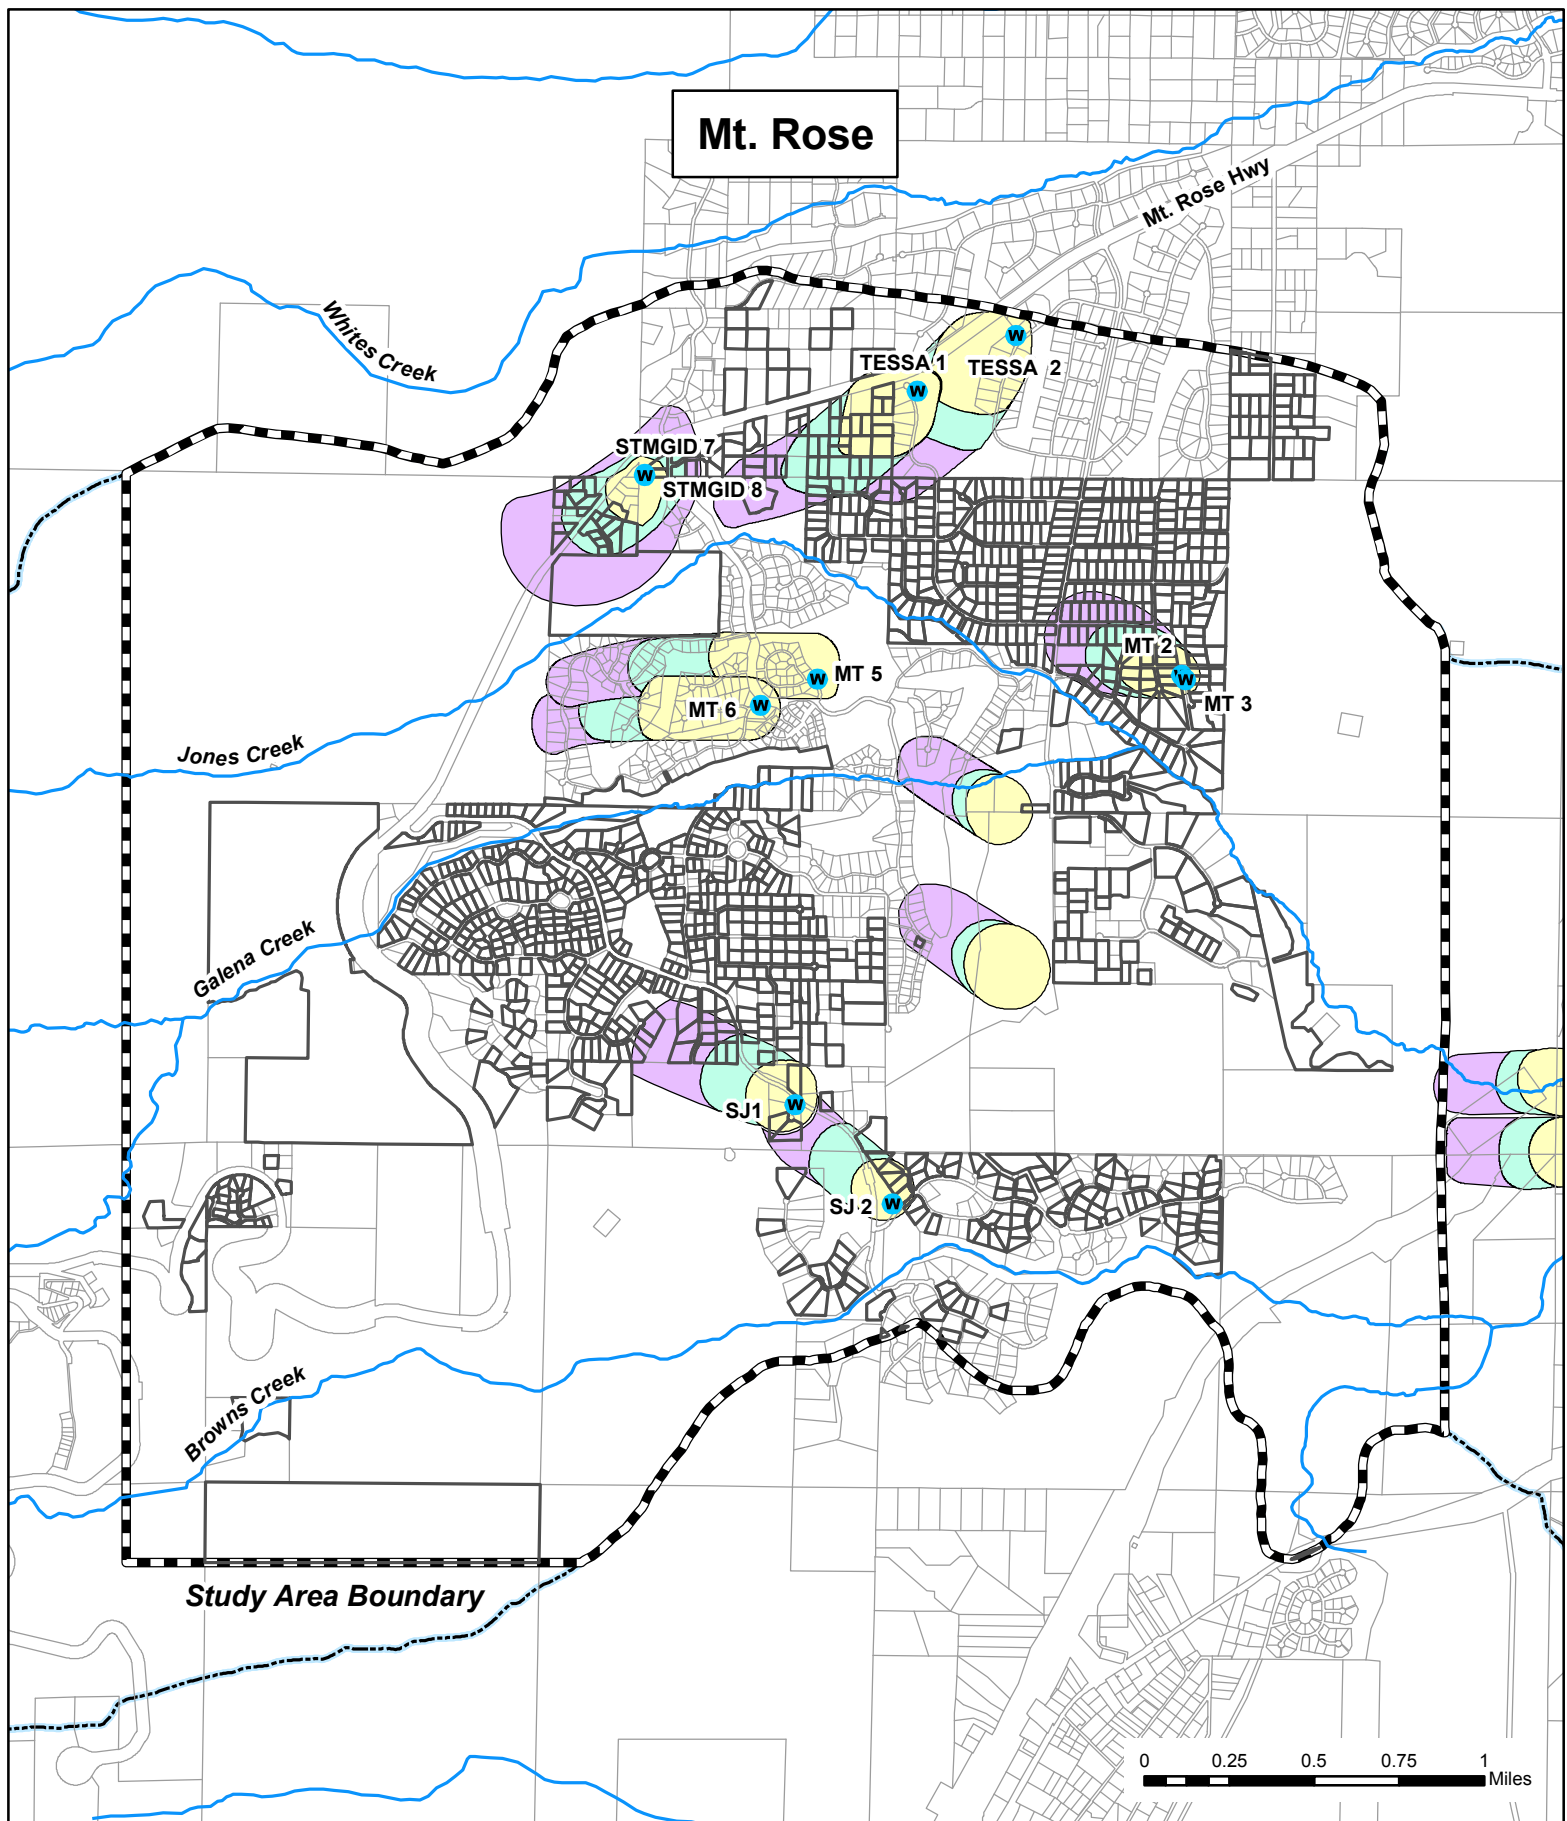 Mt. Rose
Mt. Rose Hwy
Whites Creek
TESSA 1
W
TESSA 2
W
STMGID 7
W
STMGID 8
MT 2
W
MT 3
MT 5
W
MT 6
W
Jones Creek
Galena Creek
SJ1
W
SJ 2
W
Browns Creek
Study Area Boundary
0 0.25 0.5 0.75 1
Miles